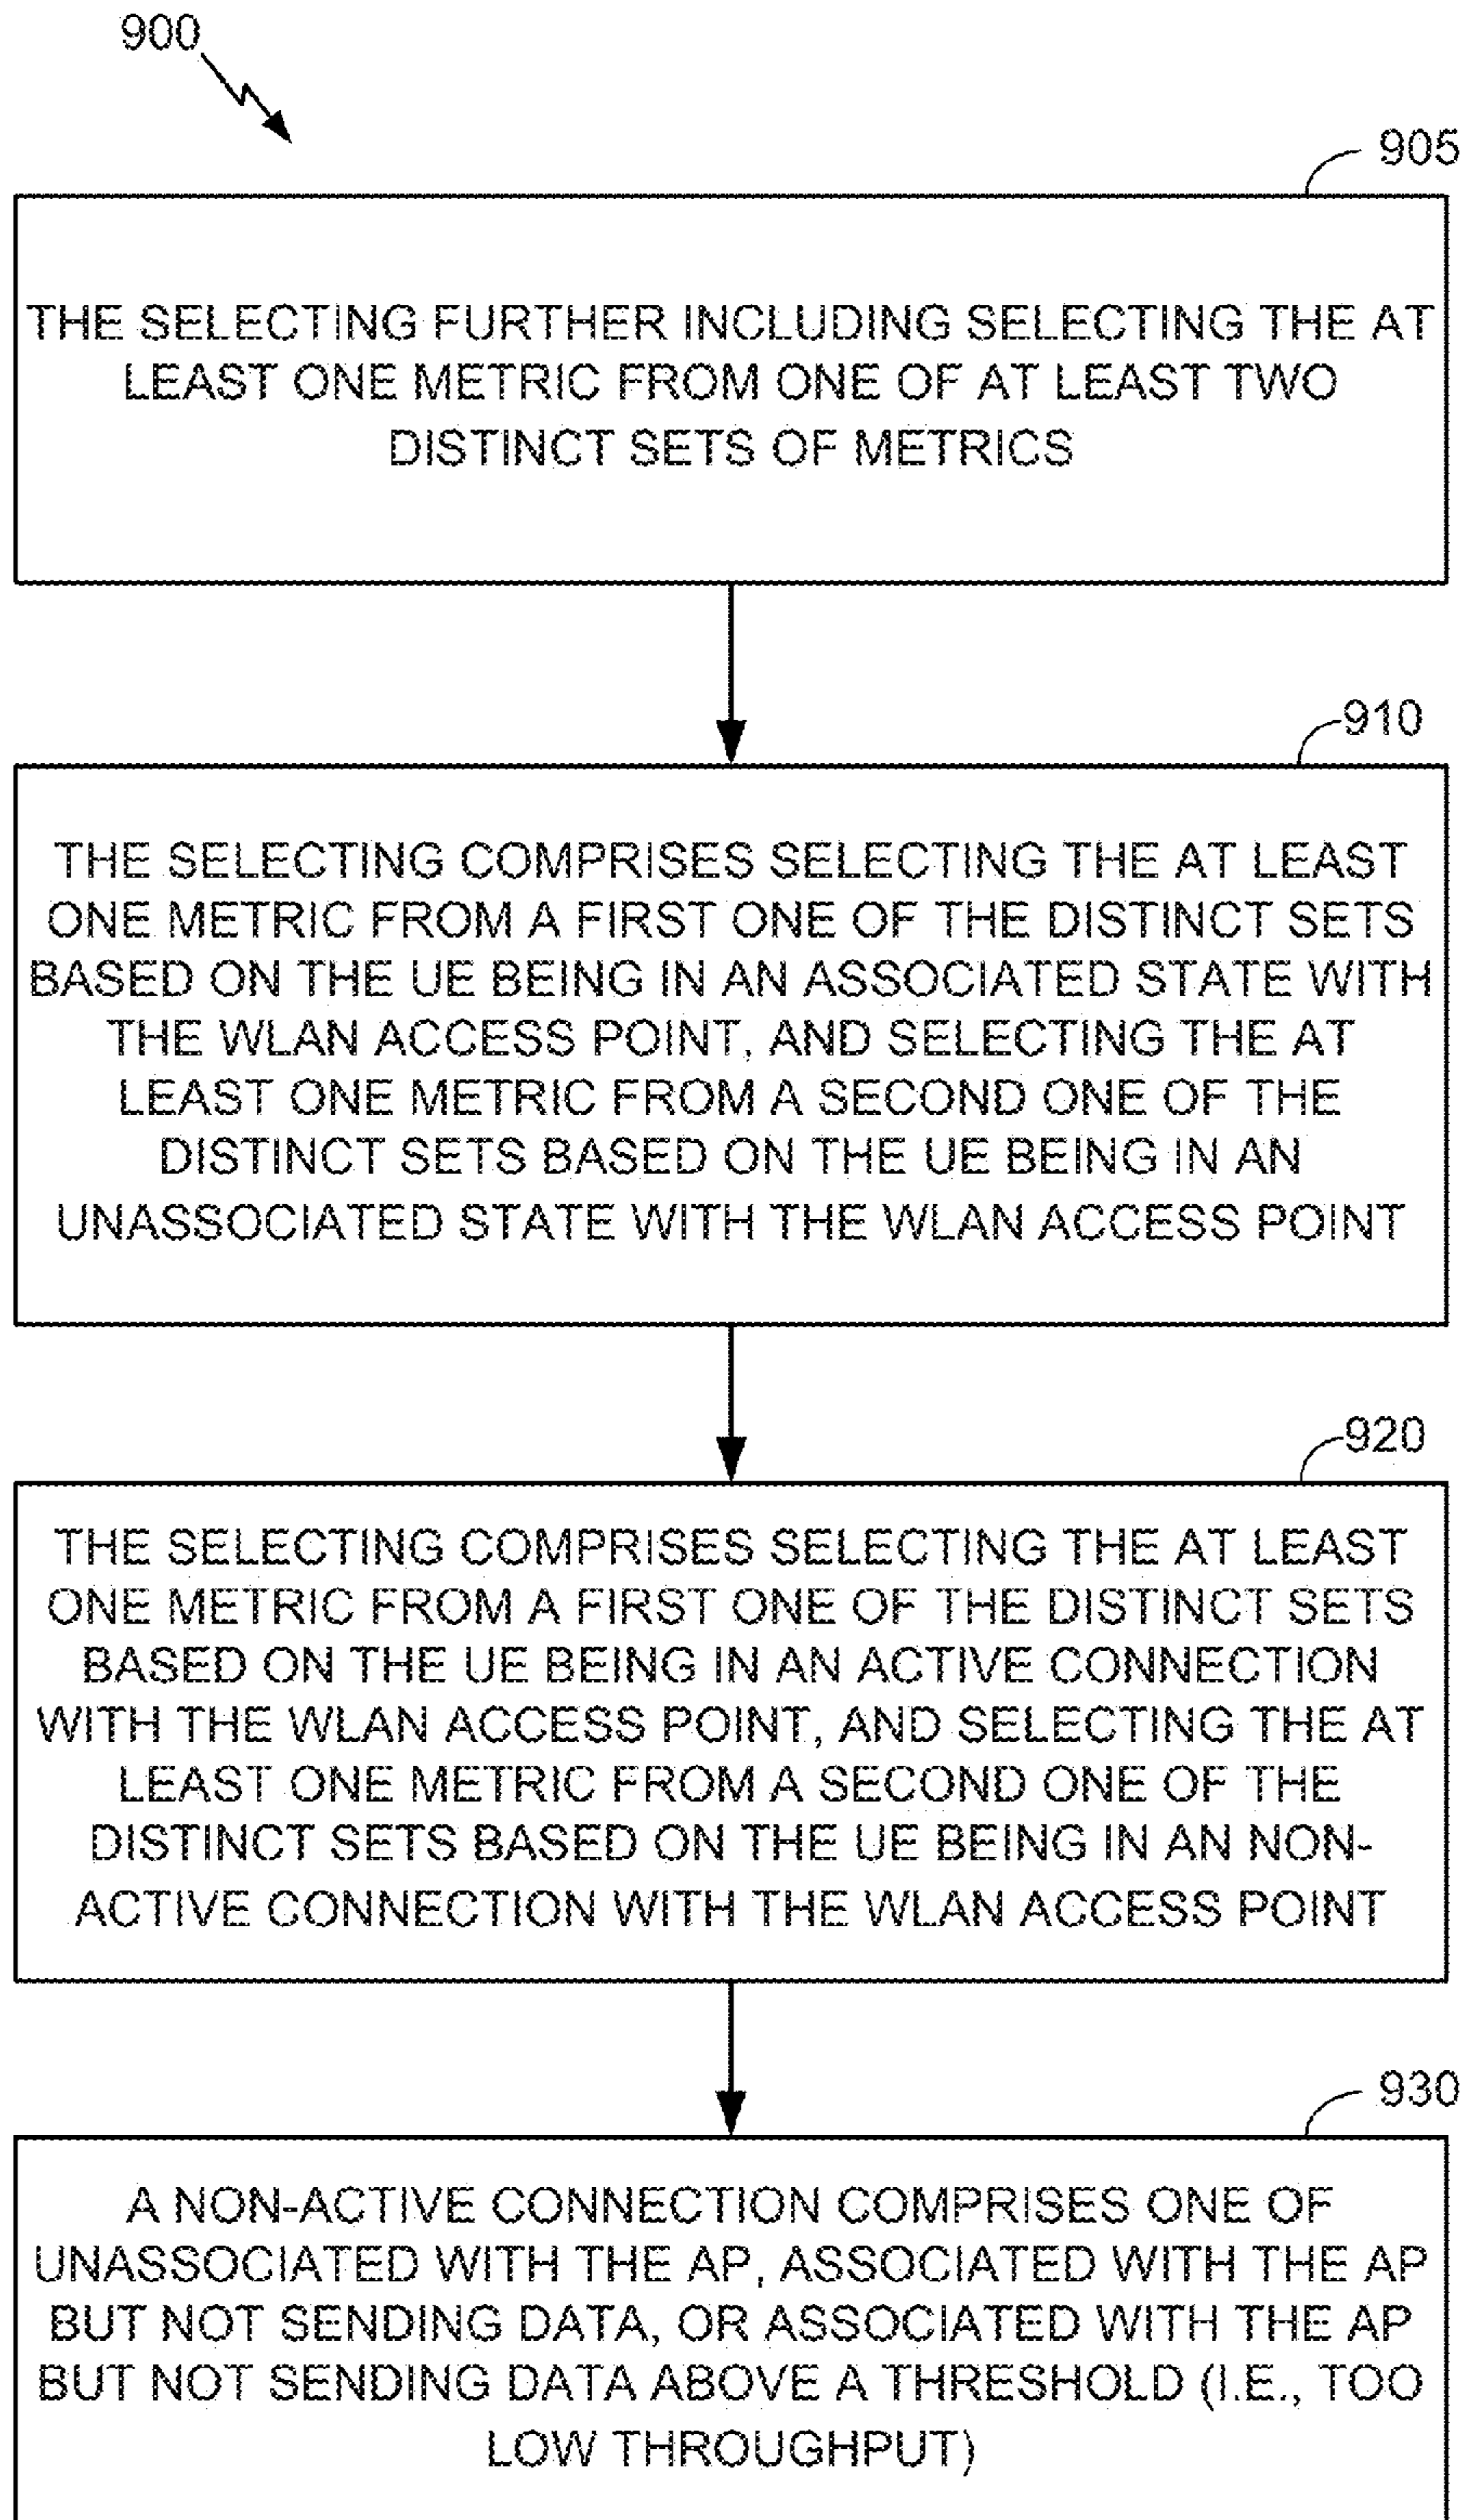 900
905
THE SELECTING FURTHER INCLUDING SELECTING THE AT
LEAST ONE METRIC FROM ONE OF AT LEAST TWO
DISTINCT SETS OF METRICS
910
THE SELECTING COMPRISES SELECTING THE AT LEAST
ONE METRIC FROM A FIRST ONE OF THE DISTINCT SETS
BASED ON THE UE BEING IN AN ASSOCIATED STATE WITH
THE WLAN ACCESS POINT, AND SELECTING THE AT
LEAST ONE METRIC FROM A SECOND ONE OF THE
DISTINCT SETS BASED ON THE UE BEING IN AN
UNASSOCIATED STATE WITH THE WLAN ACCESS POINT
920
THE SELECTING COMPRISES SELECTING THE AT LEAST
ONE METRIC FROM A FIRST ONE OF THE DISTINCT SETS
BASED ON THE UE BEING IN AN ACTIVE CONNECTION
WITH THE WLAN ACCESS POINT, AND SELECTING THE AT
LEAST ONE METRIC FROM A SECOND ONE OF THE
DISTINCT SETS BASED ON THE UE BEING IN AN NON-
ACTIVE CONNECTION WITH THE WLAN ACCESS POINT
930
A NON-ACTIVE CONNECTION COMPRISES ONE OF
UNASSOCIATED WITH THE AP, ASSOCIATED WITH THE AP
BUT NOT SENDING DATA, OR ASSOCIATED WITH THE AP
BUT NOT SENDING DATA ABOVE A THRESHOLD (I.E., TOO
LOW THROUGHPUT)